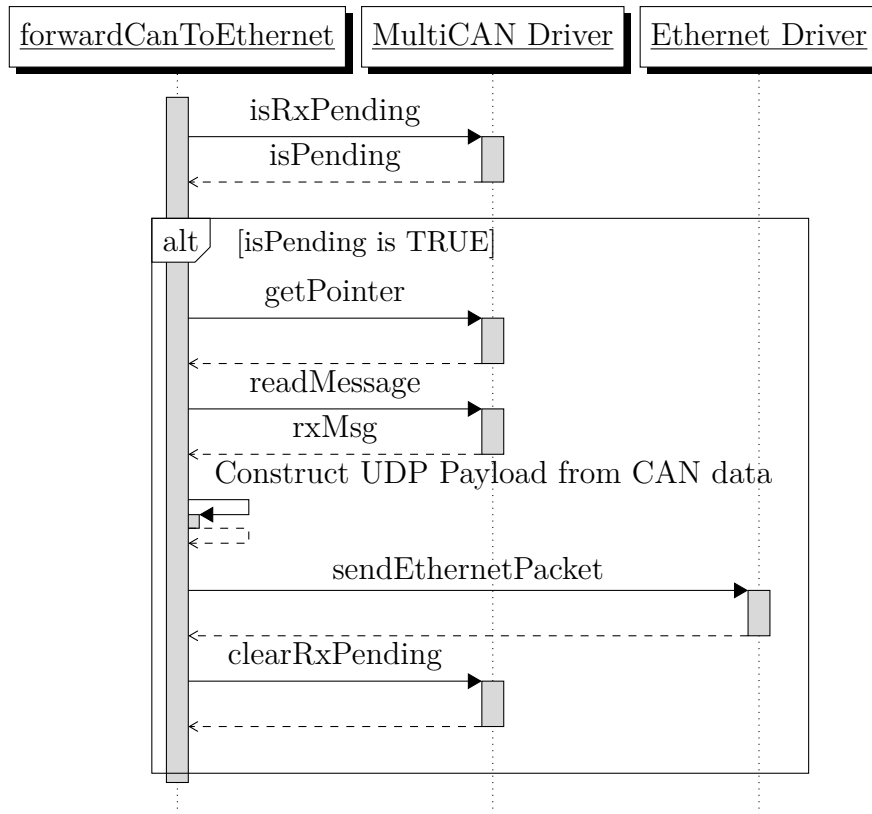 forwardCanToEthernet
MultiCAN Driver
Ethernet Driver
isRxPending
isPending
alt
[isPending is TRUE]
getPointer
readMessage
rxMsg
Construct UDP Payload from CAN data
sendEthernetPacket
clearRxPending